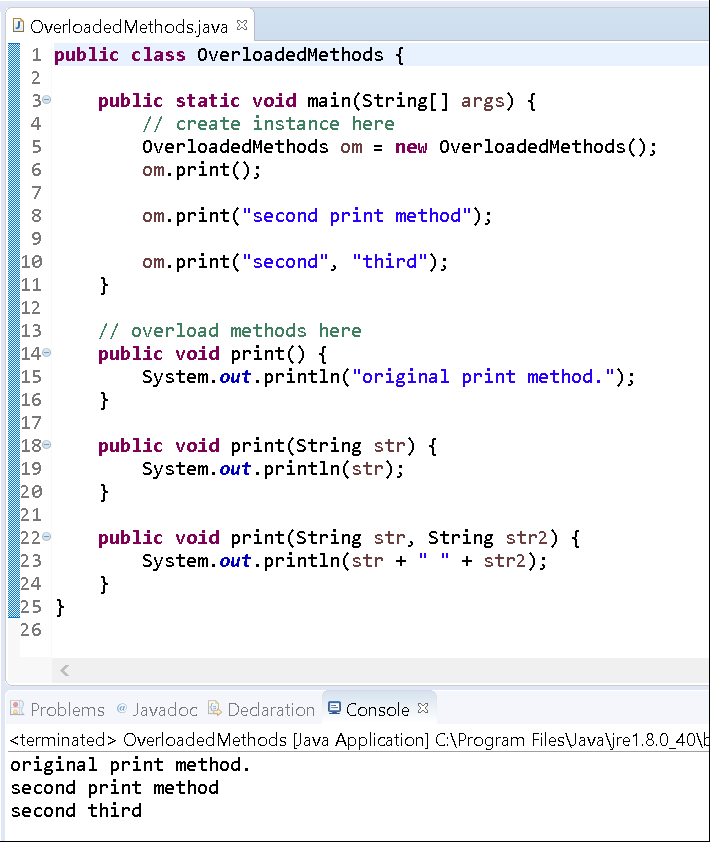 OverloadedMethods.java
1 public class OverloadedMethods {
2
3 public static void main(String[] args) {
4 // create instance here
5 OverloadedMethods om = new OverloadedMethods();
6 om.print();
7
8 om.print("second print method");
9
10 om.print("second", "third");
11 }
12
13 // overload methods here
14 public void print() {
15 System.out.println("original print method.");
16 }
17
18 public void print(String str) {
19 System.out.println(str);
20 }
21
22 public void print(String str, String str2) {
23 System.out.println(str + " " + str2);
24 }
25 }
26
Problems @ Javadoc Declaration Console
<terminated> OverloadedMethods [Java Application] C:\Program Files\Java\jre1.8.0_40\b
original print method.
second print method
second third